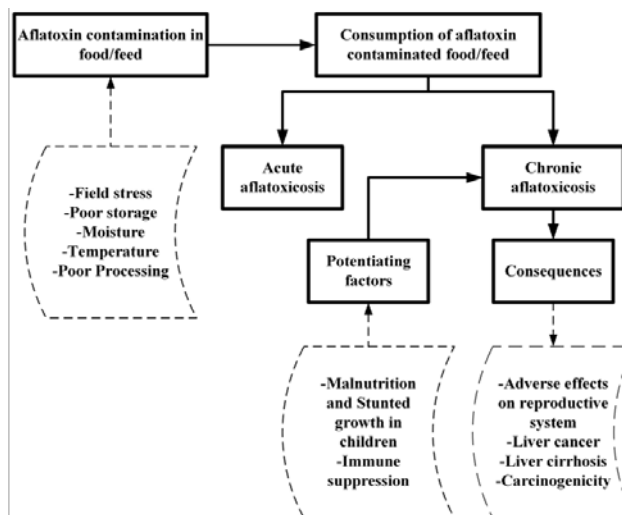 Aflatoxin contamination in
food/feed
Consumption of aflatoxin
contaminated food/feed
Acute
aflatoxicosis
Chronic
aflatoxicosis
-Field stress
-Poor storage
-Moisture
-Temperature
-Poor Processing
Potentiating
factors
Consequences
-Malnutrition
and Stunted
growth in
children
-Immune
suppression
-Adverse effects
on reproductive
system
-Liver cancer
-Liver cirrhosis
-Carcinogenicity